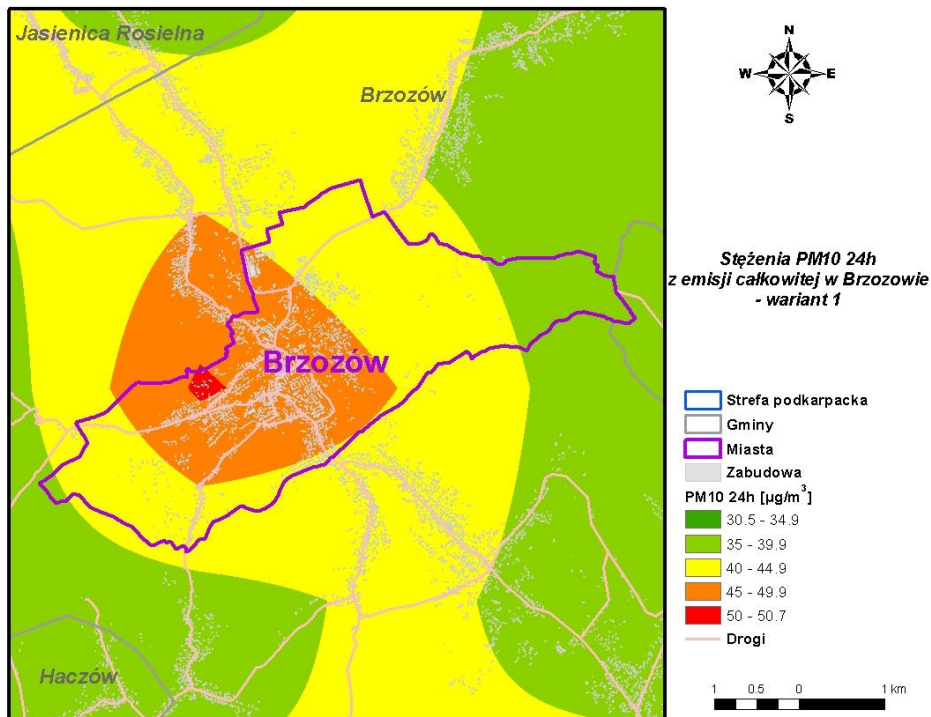 Jasienica Rosielna
Brzozów
Brzozów
Haczów
N
W E
S
Stężenia PM10 24h
z emisji całkowitej w Brzozowie
- wariant 1
Strefa podkarpacka
Gminy
Miasta
Zabudowa
PM10 24h [µg/m³]
30.5 - 34.9
35 - 39.9
40 - 44.9
45 - 49.9
50 - 50.7
Drogi
1 0.5 0 1 km